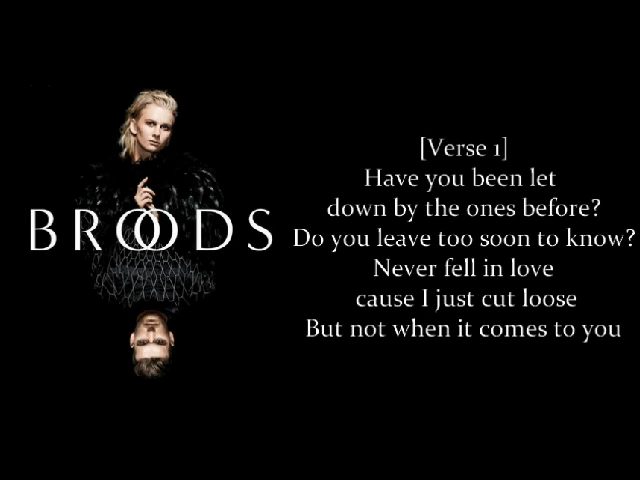 BROODS
[Verse 1]
Have you been let
down by the ones before?
Do you leave too soon to know?
Never fell in love
cause I just cut loose
But not when it comes to you